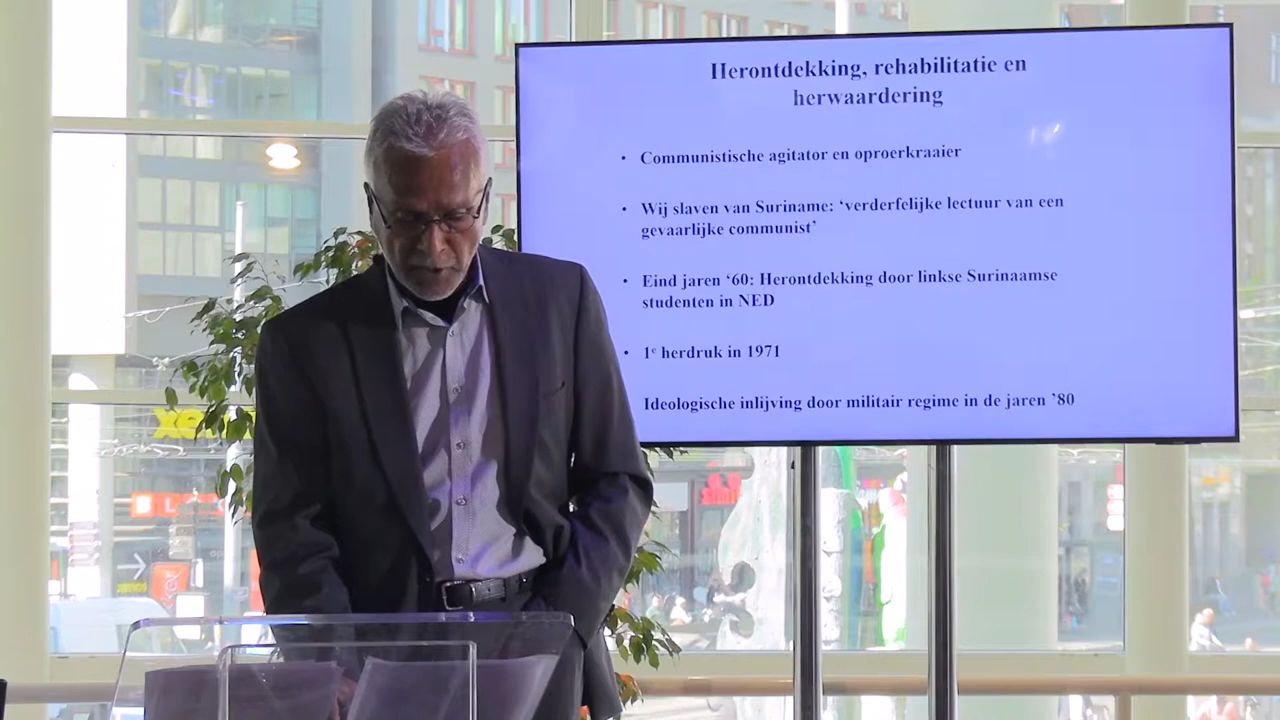 Herontdekking, rehabilitatie en
herwaardering
• Communistische agitator en oproerkraaier
• Wij slaven van Suriname: ‘verderfelijke lectuur van een
gevaarlijke communist’
• Eind jaren ‘60: Herontdekking door linkse Surinaamse
studenten in NED
• 1e herdruk in 1971
Ideologische inlijving door militair regime in de jaren ’80